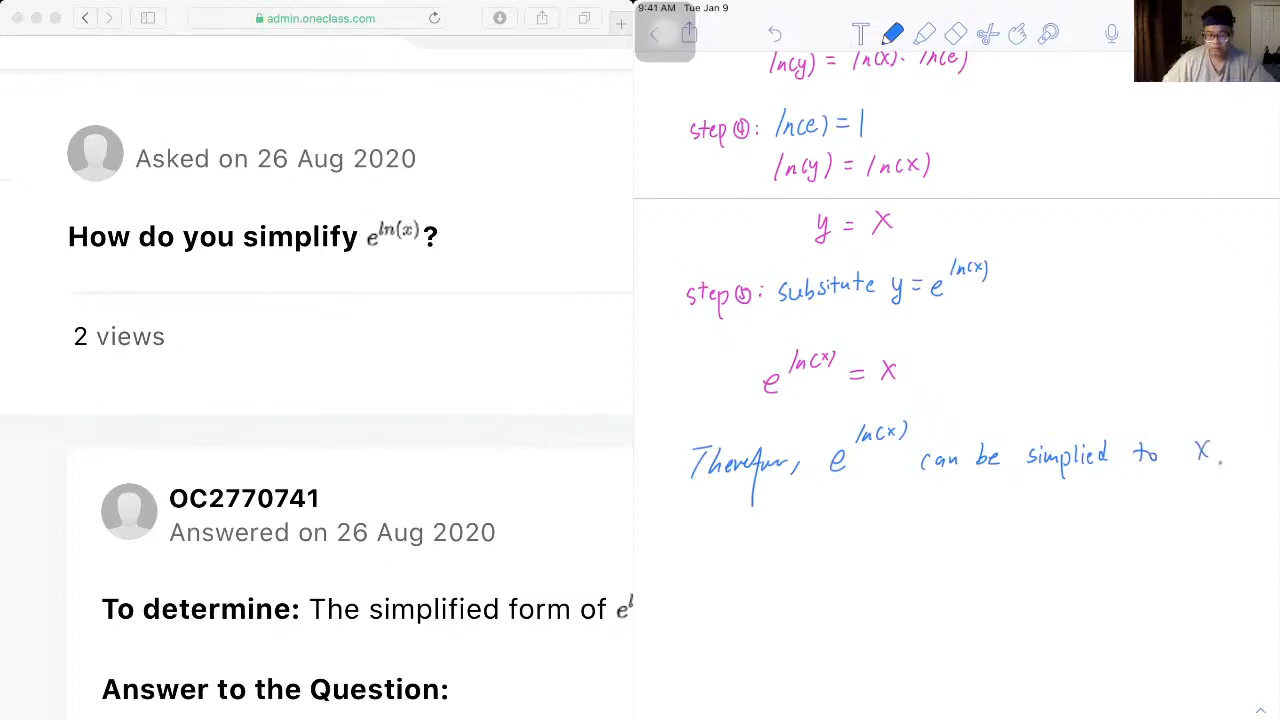 admin.oneclass.com
Asked on 26 Aug 2020
How do you simplify e^ln(x)?
2 views
OC2770741
Answered on 26 Aug 2020
To determine: The simplified form of e
Answer to the Question:
9:41 AM Tue Jan 9
ln(y) = ln(x) · ln(e)
step ④: ln(e) = 1
ln(y) = ln(x)
y = x
step ⑤: substitute y = e^ln(x)
e^ln(x) = x
Therefore, e^ln(x) can be simplied to x.